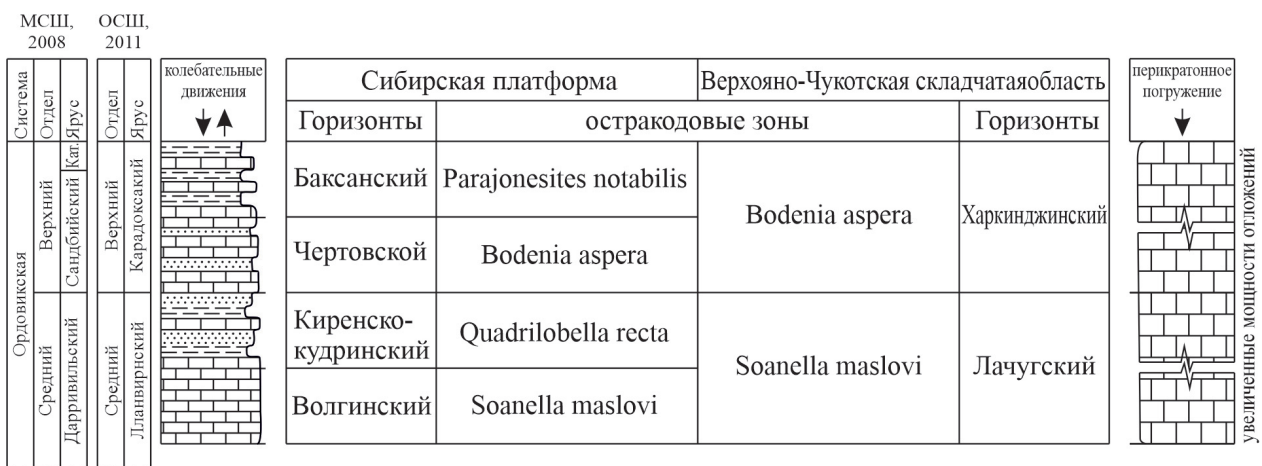 МСШ,
2008
ОСШ,
2011
Система
Отдел
Ярус
Отдел
Ярус
колебательные
движения
Сибирская платформа
Верхояно-Чукотская складчатаяобласть
перикратонное
погружение
Горизонты
остракодовые зоны
Горизонты
Ордовикская
Верхний
Кат.
Сандбийский
Верхний
Карадоксакий
Баксанский
Parajonesites notabilis
Bodenia aspera
Харкинджинский
Чертовской
Bodenia aspera
Средний
Дарривильский
Средний
Лланвирнский
Киренско-
кудринский
Quadrilobella recta
Soanella maslovi
Лачугский
Волгинский
Soanella maslovi
увеличенные мощности отложений